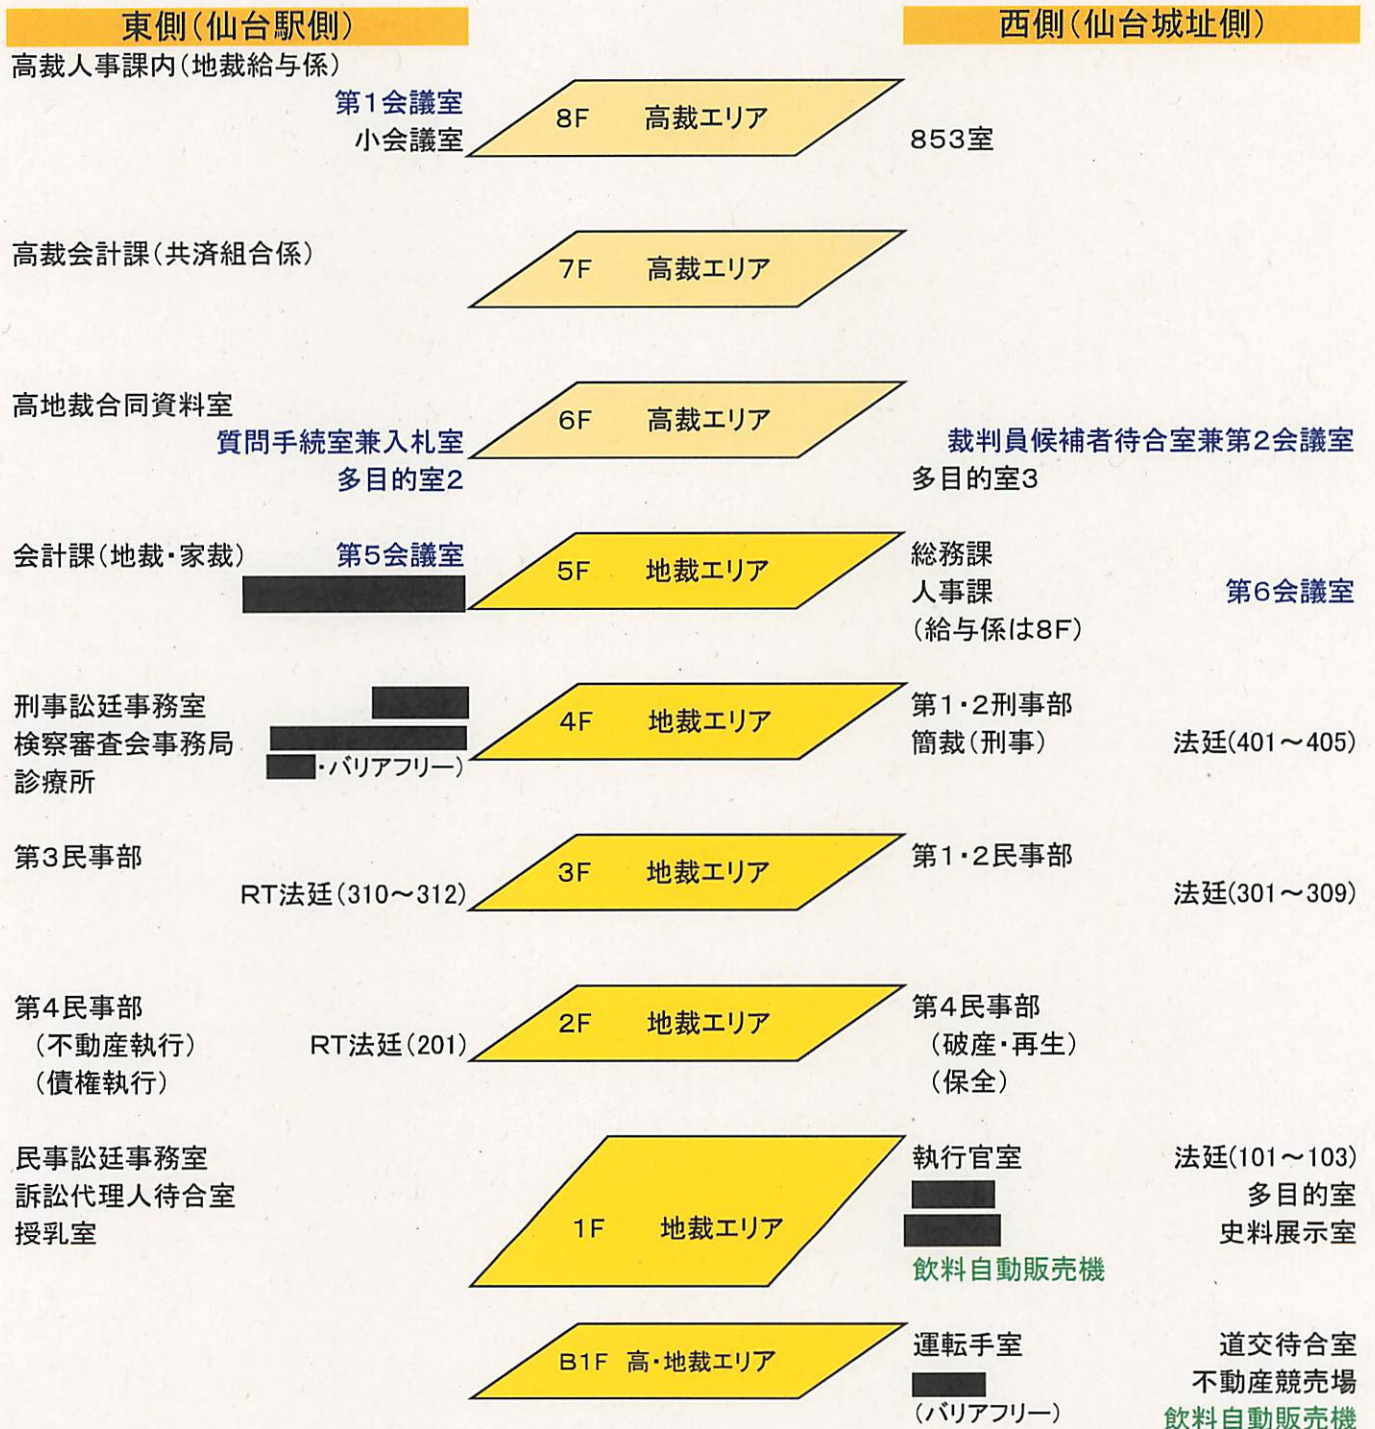 東側(仙台駅側)
西側(仙台城址側)
高裁人事課内(地裁給与係)
第1会議室
小会議室
8F 高裁エリア
853室
高裁会計課(共済組合係)
7F 高裁エリア
高地裁合同資料室
質問手続室兼入札室
多目的室2
6F 高裁エリア
裁判員候補者待合室兼第2会議室
多目的室3
会計課(地裁・家裁) 第5会議室
5F 地裁エリア
総務課
人事課 第6会議室
(給与係は8F)
刑事訟廷事務室
検察審査会事務局
診療所
・バリアフリー)
4F 地裁エリア
第1・2刑事部
簡裁(刑事) 法廷(401~405)
第3民事部
RT法廷(310~312)
3F 地裁エリア
第1・2民事部
法廷(301~309)
第4民事部
(不動産執行) RT法廷(201)
(債権執行)
2F 地裁エリア
第4民事部
(破産・再生)
(保全)
民事訟廷事務室
訴訟代理人待合室
授乳室
1F 地裁エリア
執行官室 法廷(101~103)
多目的室
史料展示室
飲料自動販売機
B1F 高・地裁エリア
運転手室 道交待合室
不動産競売場
(バリアフリー) 飲料自動販売機